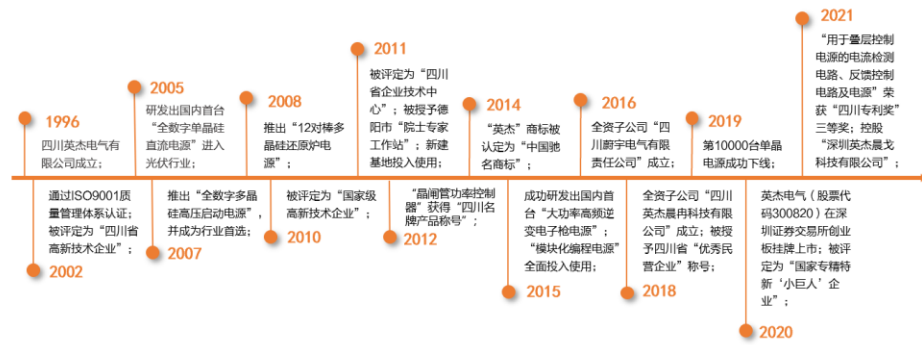 1996
四川英杰电气有
限公司成立；
通过ISO9001质
量管理体系认证；
被评定为“四川省
高新技术企业”；
2002
2005
研发出国内首台
“全数字单晶硅
直流电源”进入
光伏行业；
推出“全数字多晶
硅高压启动电源”，
并成为行业首选；
2007
2008
推出“12对棒多
晶硅还原炉电
源”；
被评定为“国家级
高新技术企业”；
2010
2011
被评定为“四川
省企业技术中
心”；被授予德
阳市“院士专家
工作站”；新建
基地投入使用；
“晶闸管功率控制
器”获得“四川名
牌产品称号”；
2012
2014
“英杰”商标被
认定为“中国驰
名商标”；
成功研发出国内首
台“大功率高频逆
变电子枪电源”；
“模块化编程电源”
全面投入使用；
2015
2016
全资子公司“四
川蔚宇电气有限
责任公司”成立；
全资子公司“四川
英杰晨冉科技有限
公司”成立；被授
予四川省“优秀民
营企业”称号；
2018
2019
第10000台单晶
电源成功下线；
英杰电气（股票代
码300820）在深
圳证券交易所创业
板挂牌上市；被评
定为“国家专精特
新‘小巨人’企
业”；
2020
2021
“用于叠层控制
电源的电流检测
电路、反馈控制
电路及电源”荣
获“四川专利奖”
三等奖；控股
“深圳英杰晨戈
科技有限公司”；